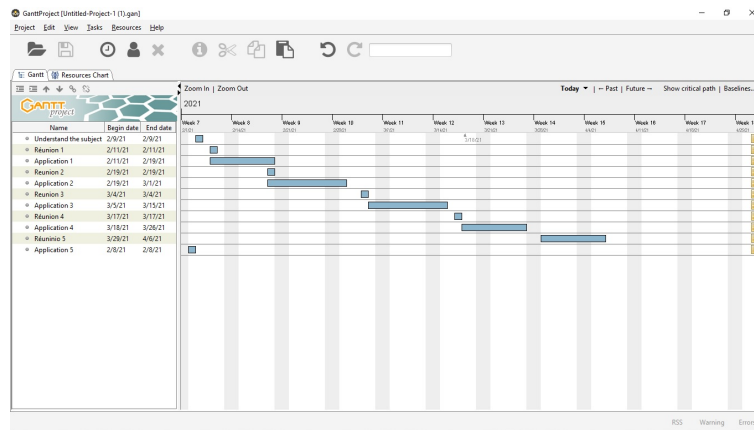 GanttProject [Untitled-Project-1 (1).gan]
Project Edit View Tasks Resources Help
Gantt Resources Chart
Zoom In | Zoom Out Today ▾ | ← Past | Future → Show critical path | Baselines...
GANTT project
2021
Name Begin date End date
Week 7 Week 8 Week 9 Week 10 Week 11 Week 12 Week 13 Week 14 Week 15 Week 16 Week 17 Week 1
Understand the subject 2/9/21 2/9/21
Réunion 1 2/11/21 2/11/21
Application 1 2/11/21 2/19/21
Reunion 2 2/19/21 2/19/21
Application 2 2/19/21 3/1/21
Reunion 3 3/4/21 3/4/21
Application 3 3/5/21 3/15/21
Réunion 4 3/17/21 3/17/21
Application 4 3/18/21 3/26/21
Réuninio 5 3/29/21 4/6/21
Application 5 2/8/21 2/8/21
RSS Warning Error